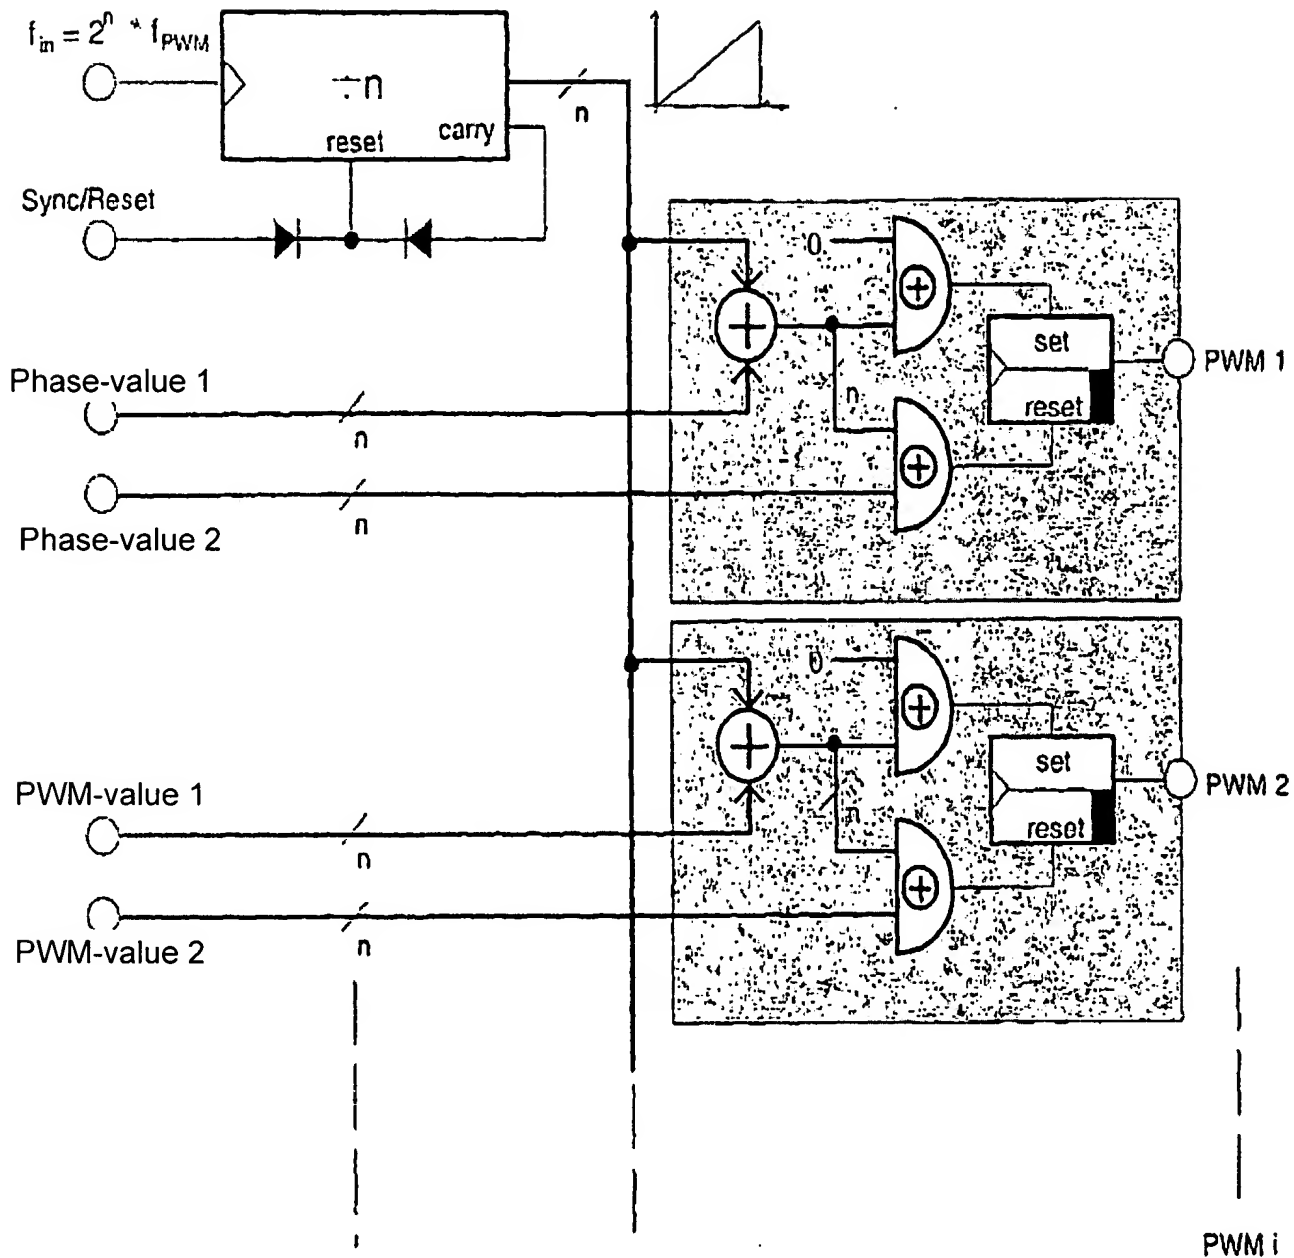 f_in = 2^n * f_PWM
÷n
n
carry
reset
Sync/Reset
0
set
PWM 1
Phase-value 1
n
reset
n
n
Phase-value 2
0
set
PWM 2
PWM-value 1
n
reset
n
PWM-value 2
n
PWM i